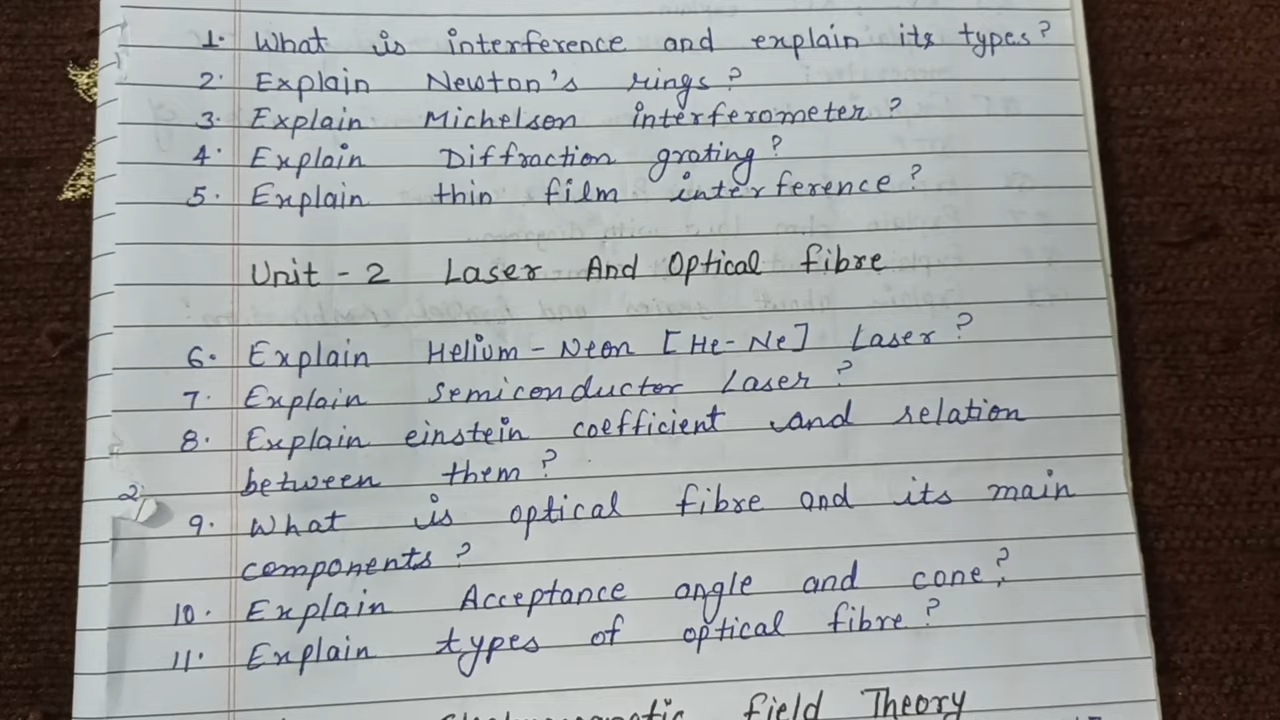 1. What is interference and explain its types?
2. Explain Newton's rings?
3. Explain Michelson interferometer?
4. Explain Diffraction grating?
5. Explain thin film interference?
Unit - 2 Laser And Optical fibre
6. Explain Helium - Neon [He-Ne] Laser?
7. Explain semiconductor Laser?
8. Explain einstein coefficient and relation
between them?
9. What is optical fibre and its main
components?
10. Explain Acceptance angle and cone?
11. Explain types of optical fibre?
field Theory